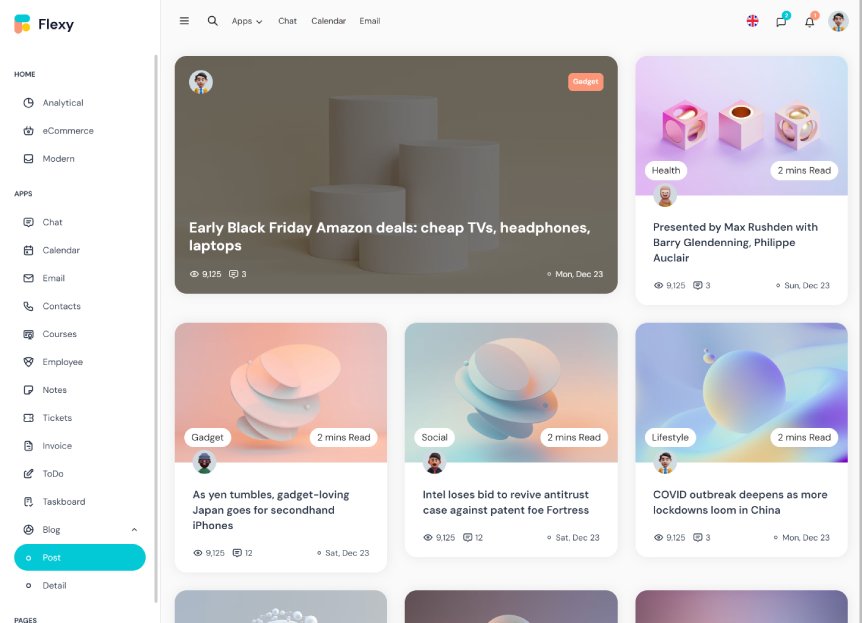 Flexy
Apps
Chat
Calendar
Email
3
HOME
Analytical
eCommerce
Modern
APPS
Chat
Calendar
Email
Contacts
Courses
Employee
Notes
Tickets
Invoice
ToDo
Taskboard
Blog
Post
Detail
PAGES
Gadget
Early Black Friday Amazon deals: cheap TVs, headphones,
laptops
9,125
3
Mon, Dec 23
Health
2 mins Read
Presented by Max Rushden with
Barry Glendenning, Philippe
Auclair
9,125
3
Sun, Dec 23
Gadget
2 mins Read
As yen tumbles, gadget-loving
Japan goes for secondhand
iPhones
9,125
12
Sat, Dec 23
Social
2 mins Read
Intel loses bid to revive antitrust
case against patent foe Fortress
9,125
12
Sat, Dec 23
Lifestyle
2 mins Read
COVID outbreak deepens as more
lockdowns loom in China
9,125
3
Mon, Dec 23